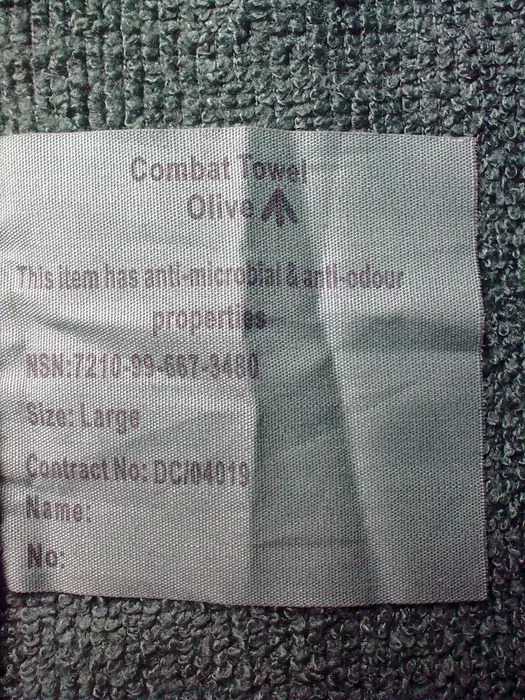 Combat Towel
Olive
This item has anti-microbial & anti-odour
properties
NSN:7210-99-667-3480
Size: Large
Contract No: DC/04019
Name:
No: